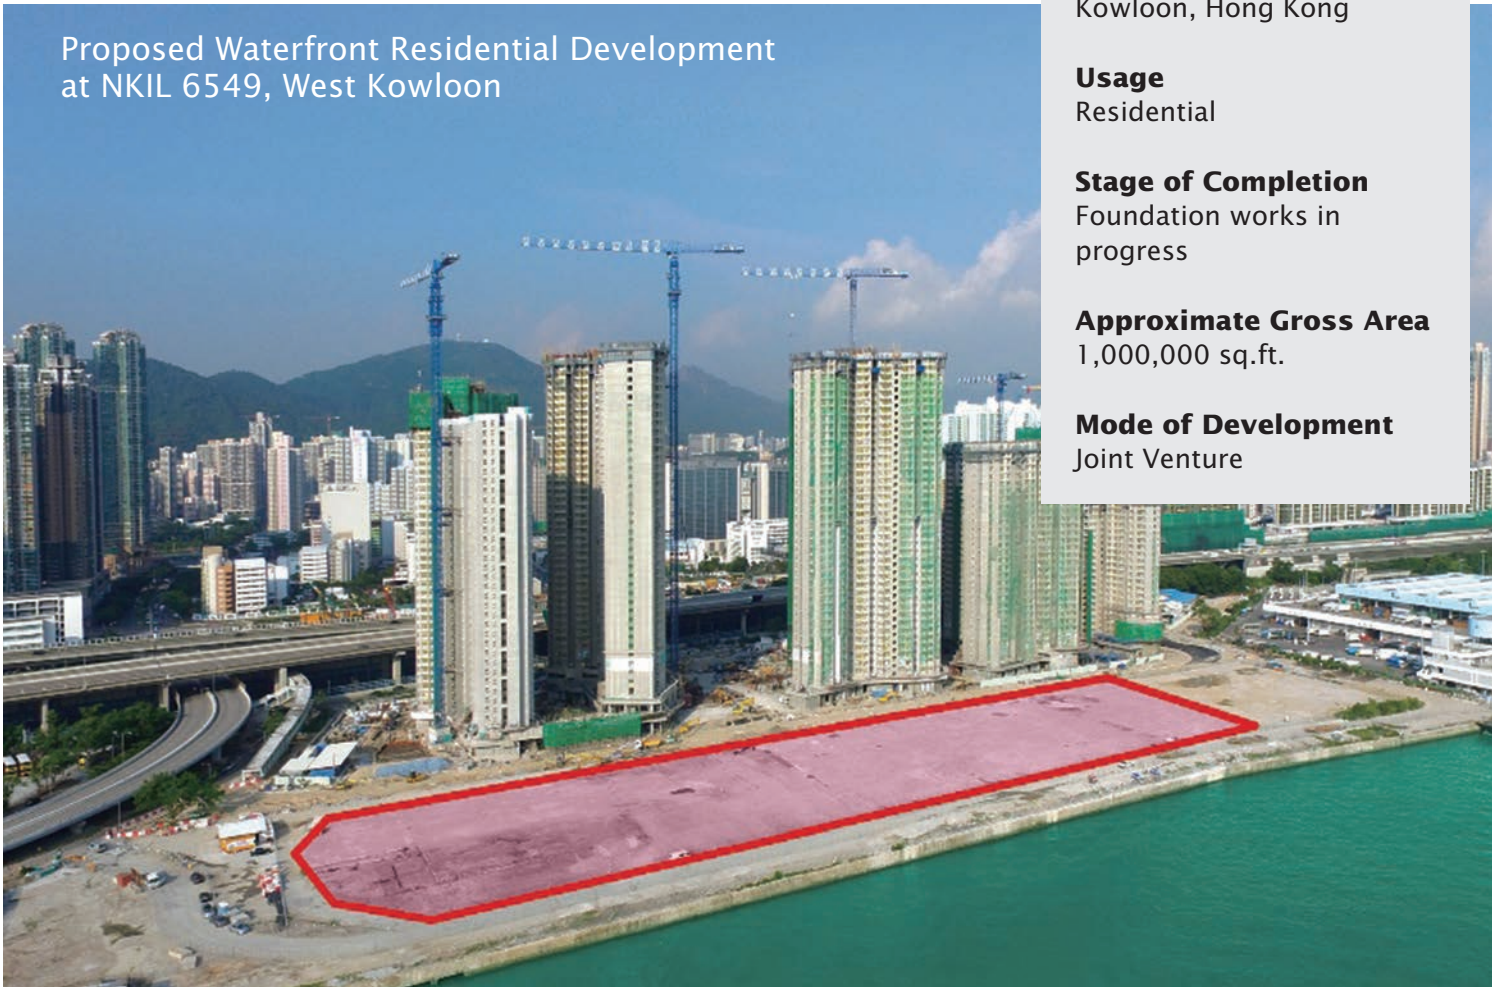 Proposed Waterfront Residential Development
at NKIL 6549, West Kowloon
Kowloon, Hong Kong
Usage
Residential
Stage of Completion
Foundation works in
progress
Approximate Gross Area
1,000,000 sq.ft.
Mode of Development
Joint Venture